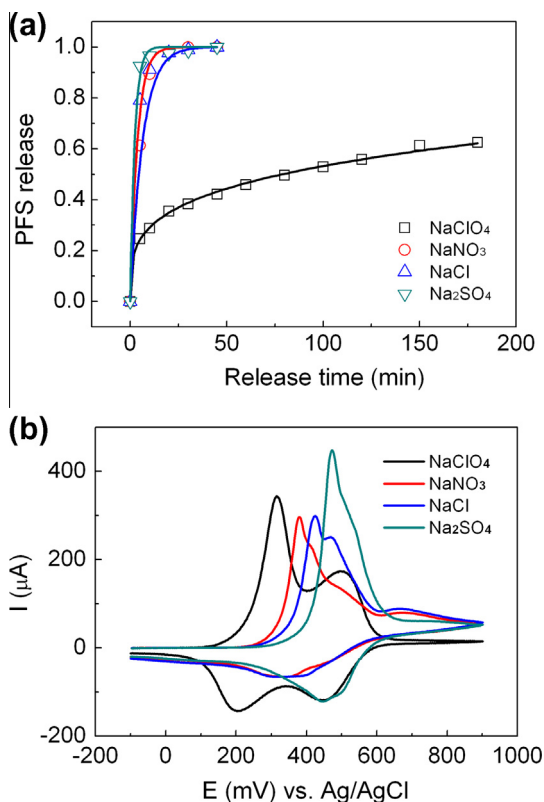 (a)
1.0
0.8
0.6
0.4
0.2
0.0
PFS release
NaClO₄
NaNO₃
NaCl
Na₂SO₄
0 50 100 150 200
Release time (min)
(b)
400
200
0
-200
I (μA)
NaClO₄
NaNO₃
NaCl
Na₂SO₄
-200 0 200 400 600 800 1000
E (mV) vs. Ag/AgCl